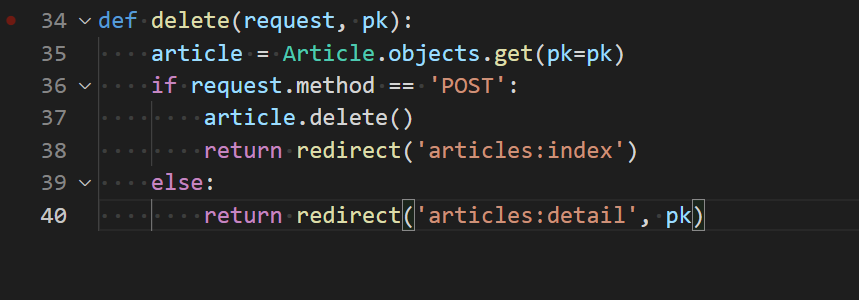 34 def delete(request, pk):
35     article = Article.objects.get(pk=pk)
36     if request.method == 'POST':
37         article.delete()
38         return redirect('articles:index')
39     else:
40         return redirect('articles:detail', pk)